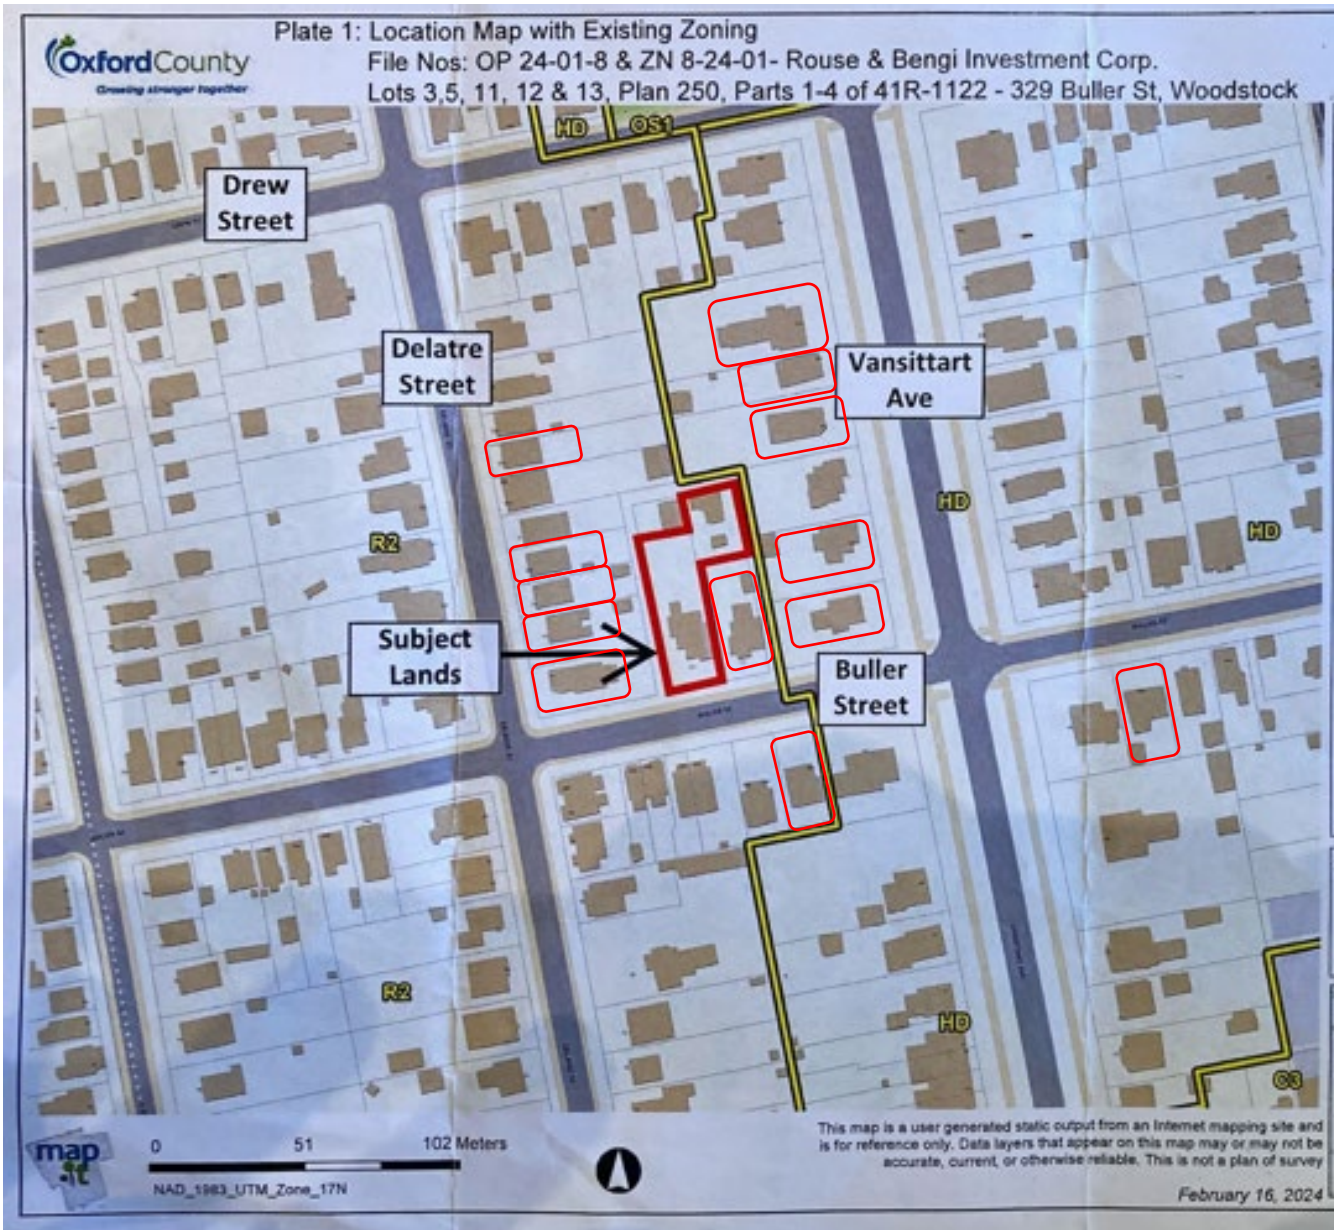 Plate 1: Location Map with Existing Zoning
OxfordCounty
Growing stronger together
File Nos: OP 24-01-8 & ZN 8-24-01- Rouse & Bengi Investment Corp.
Lots 3,5, 11, 12 & 13, Plan 250, Parts 1-4 of 41R-1122 - 329 Buller St, Woodstock
HD
OS1
Drew
Street
Delatre
Street
Vansittart
Ave
HD
HD
R2
Subject
Lands
Buller
Street
R2
HD
C3
map
.it
0 51 102 Meters
NAD_1983_UTM_Zone_17N
This map is a user generated static output from an Internet mapping site and
is for reference only. Data layers that appear on this map may or may not be
accurate, current, or otherwise reliable. This is not a plan of survey
February 16, 2024